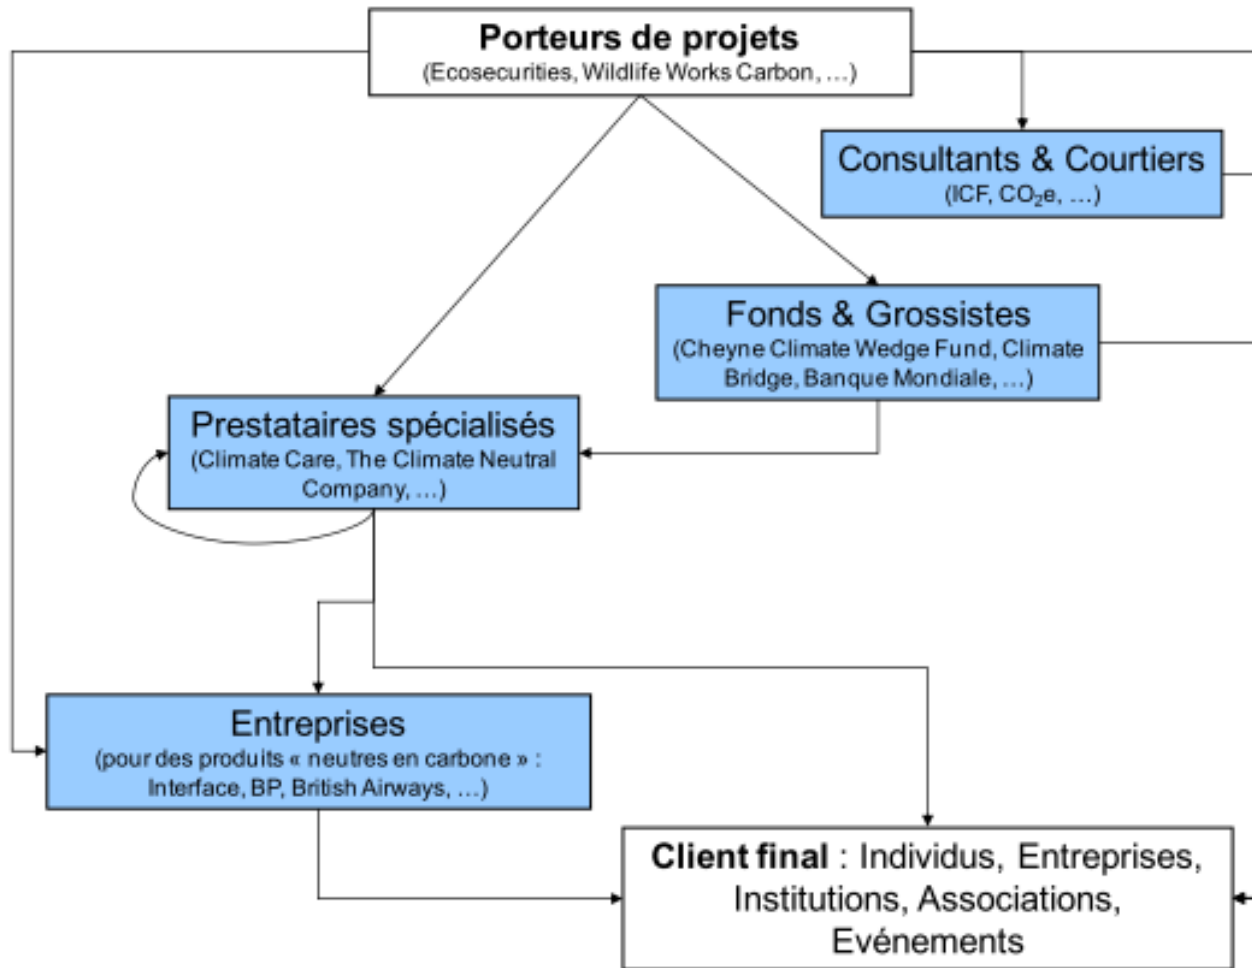 Porteurs de projets
(Ecosecurities, Wildlife Works Carbon, …)
Consultants & Courtiers
(ICF, CO₂e, …)
Fonds & Grossistes
(Cheyne Climate Wedge Fund, Climate
Bridge, Banque Mondiale, …)
Prestataires spécialisés
(Climate Care, The Climate Neutral
Company, …)
Entreprises
(pour des produits « neutres en carbone » :
Interface, BP, British Airways, …)
Client final : Individus, Entreprises,
Institutions, Associations,
Evénements